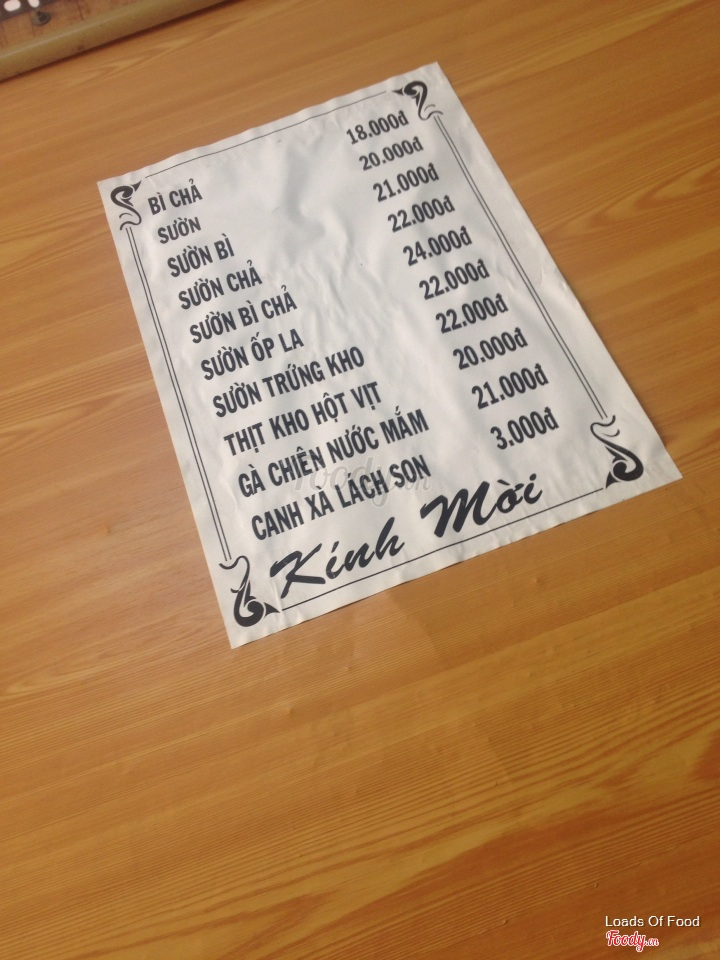 BÌ CHẢ 18.000đ
SƯỜN 20.000đ
SƯỜN BÌ 21.000đ
SƯỜN CHẢ 22.000đ
SƯỜN BÌ CHẢ 24.000đ
SƯỜN ỐP LA 22.000đ
SƯỜN TRỨNG KHO 22.000đ
THỊT KHO HỘT VỊT 20.000đ
GÀ CHIÊN NƯỚC MẮM 21.000đ
CANH XÀ LÁCH SON 3.000đ
Kính Mời
foody.vn
Loads Of Food
Foody.vn